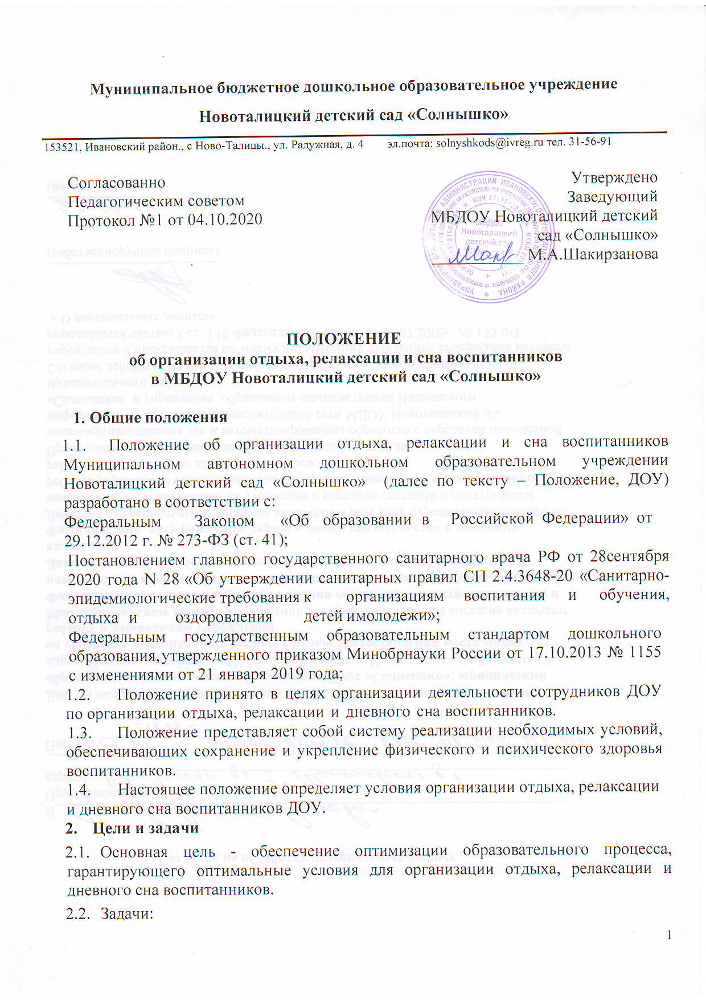 Муниципальное бюджетное дошкольное образовательное учреждение
Новоталицкий детский сад «Солнышко»
153521, Ивановский район., с Ново-Талицы., ул. Радужная, д. 4 эл.почта: solnyshkods@ivreg.ru тел. 31-56-91
Согласованно
Педагогическим советом
Протокол №1 от 04.10.2020
Утверждено
Заведующий
МБДОУ Новоталицкий детский
сад «Солнышко»
М.А.Шакирзанова
МБДОУ
Новоталицкий
детский сад
ПОЛОЖЕНИЕ
об организации отдыха, релаксации и сна воспитанников
в МБДОУ Новоталицкий детский сад «Солнышко»
1. Общие положения
1.1. Положение об организации отдыха, релаксации и сна воспитанников
Муниципальном автономном дошкольном образовательном учреждении
Новоталицкий детский сад «Солнышко» (далее по тексту – Положение, ДОУ)
разработано в соответствии с:
Федеральным Законом «Об образовании в Российской Федерации» от
29.12.2012 г. № 273-ФЗ (ст. 41);
Постановлением главного государственного санитарного врача РФ от 28сентября
2020 года N 28 «Об утверждении санитарных правил СП 2.4.3648-20 «Санитарно-
эпидемиологические требования к организациям воспитания и обучения,
отдыха и оздоровления детей имолодежи»;
Федеральным государственным образовательным стандартом дошкольного
образования, утвержденного приказом Минобрнауки России от 17.10.2013 № 1155
с изменениями от 21 января 2019 года;
1.2. Положение принято в целях организации деятельности сотрудников ДОУ
по организации отдыха, релаксации и дневного сна воспитанников.
1.3. Положение представляет собой систему реализации необходимых условий,
обеспечивающих сохранение и укрепление физического и психического здоровья
воспитанников.
1.4. Настоящее положение определяет условия организации отдыха, релаксации
и дневного сна воспитанников ДОУ.
2. Цели и задачи
2.1. Основная цель - обеспечение оптимизации образовательного процесса,
гарантирующего оптимальные условия для организации отдыха, релаксации и
дневного сна воспитанников.
2.2. Задачи:
1